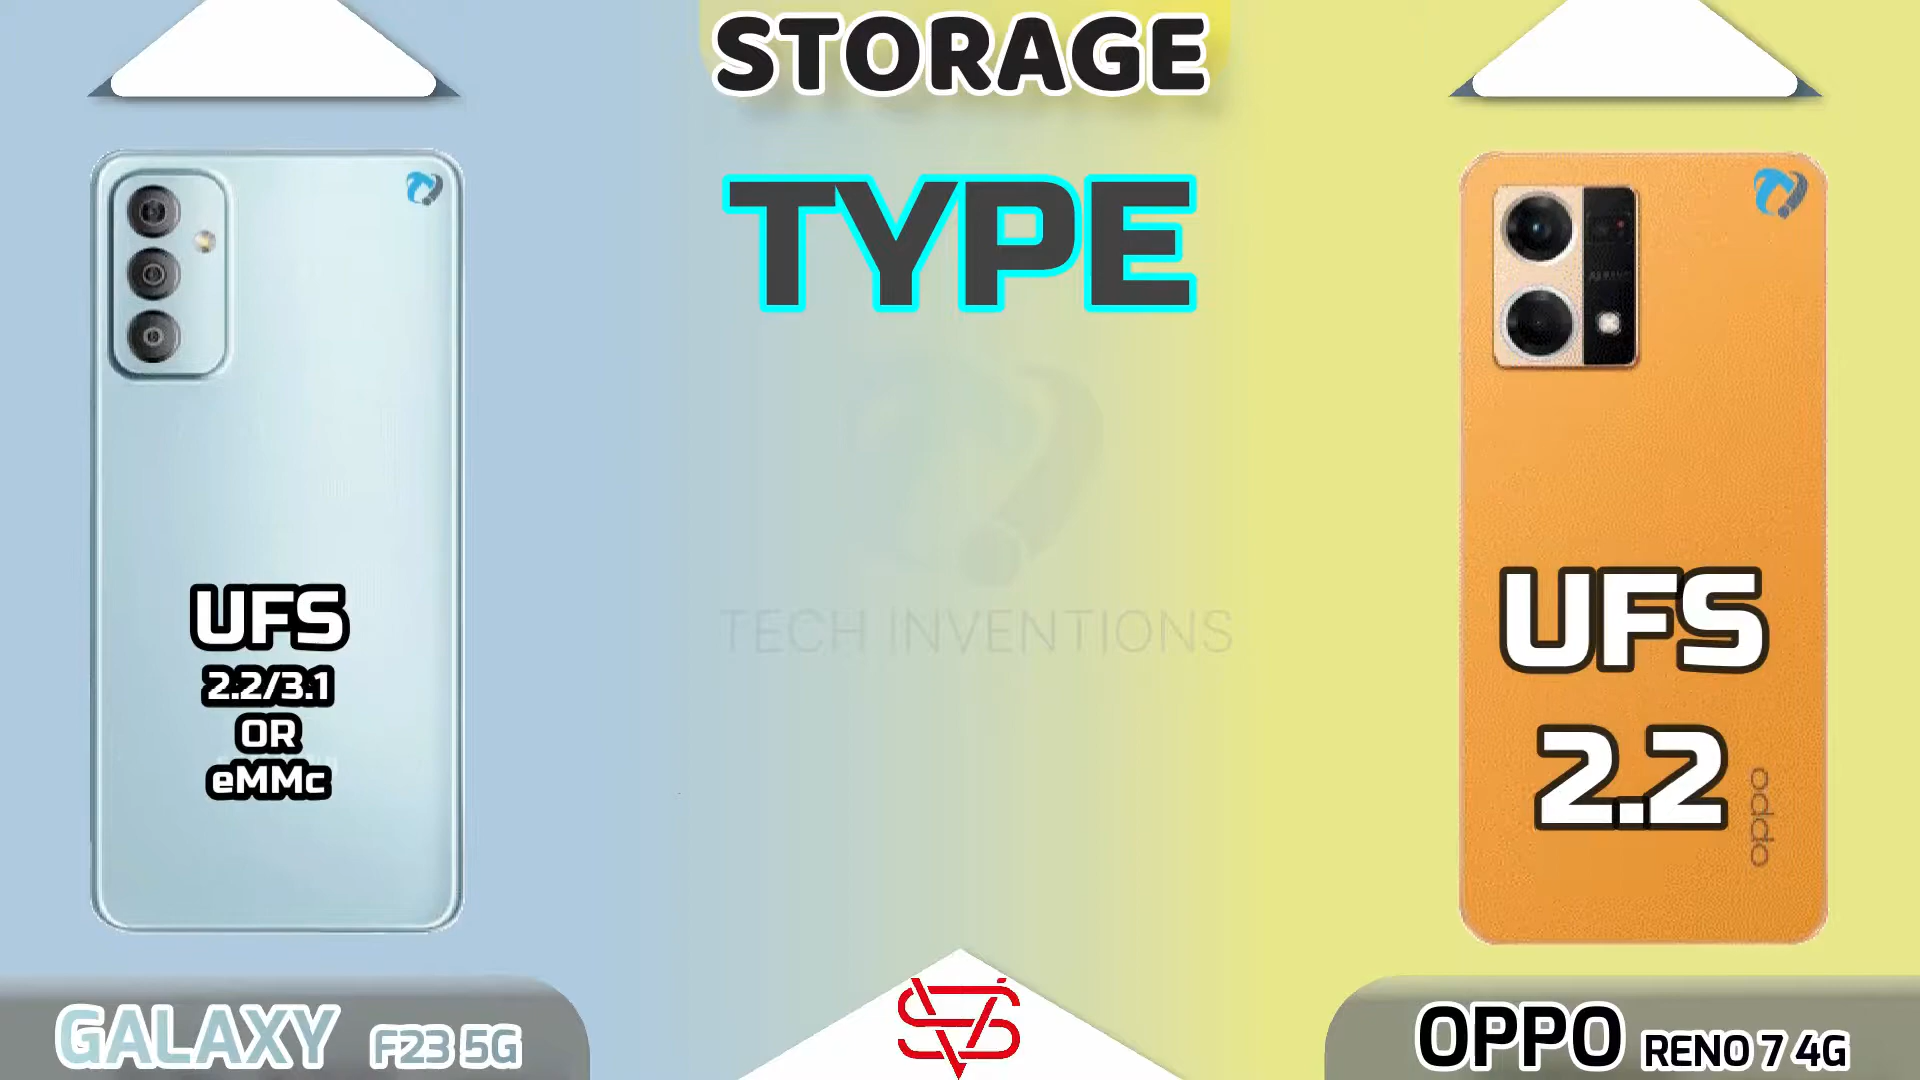 STORAGE
TYPE
TECH INVENTIONS
UFS
2.2/3.1
OR
eMMc
UFS
2.2
oppo
GALAXY F23 5G
VS
OPPO RENO 7 4G